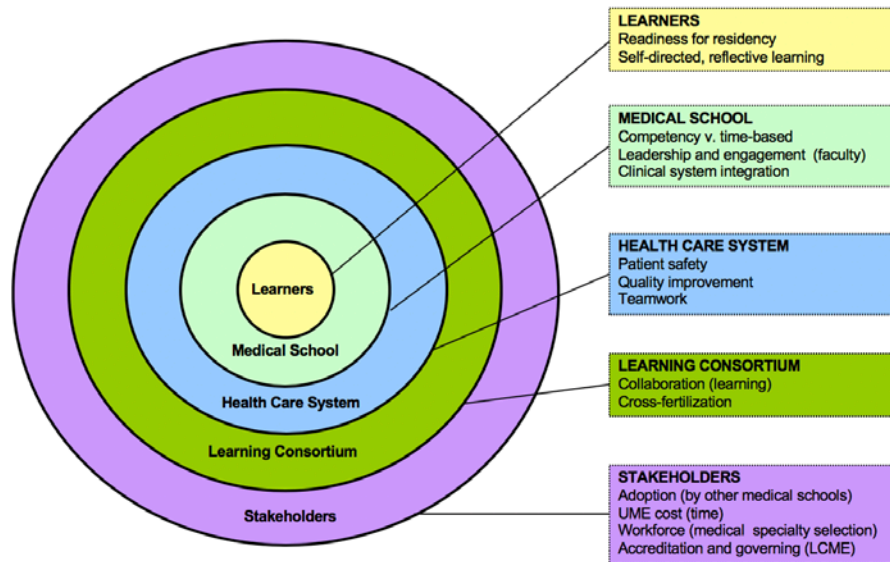 LEARNERS
Readiness for residency
Self-directed, reflective learning
MEDICAL SCHOOL
Competency v. time-based
Leadership and engagement (faculty)
Clinical system integration
HEALTH CARE SYSTEM
Patient safety
Quality improvement
Teamwork
LEARNING CONSORTIUM
Collaboration (learning)
Cross-fertilization
STAKEHOLDERS
Adoption (by other medical schools)
UME cost (time)
Workforce (medical specialty selection)
Accreditation and governing (LCME)
Learners
Medical School
Health Care System
Learning Consortium
Stakeholders